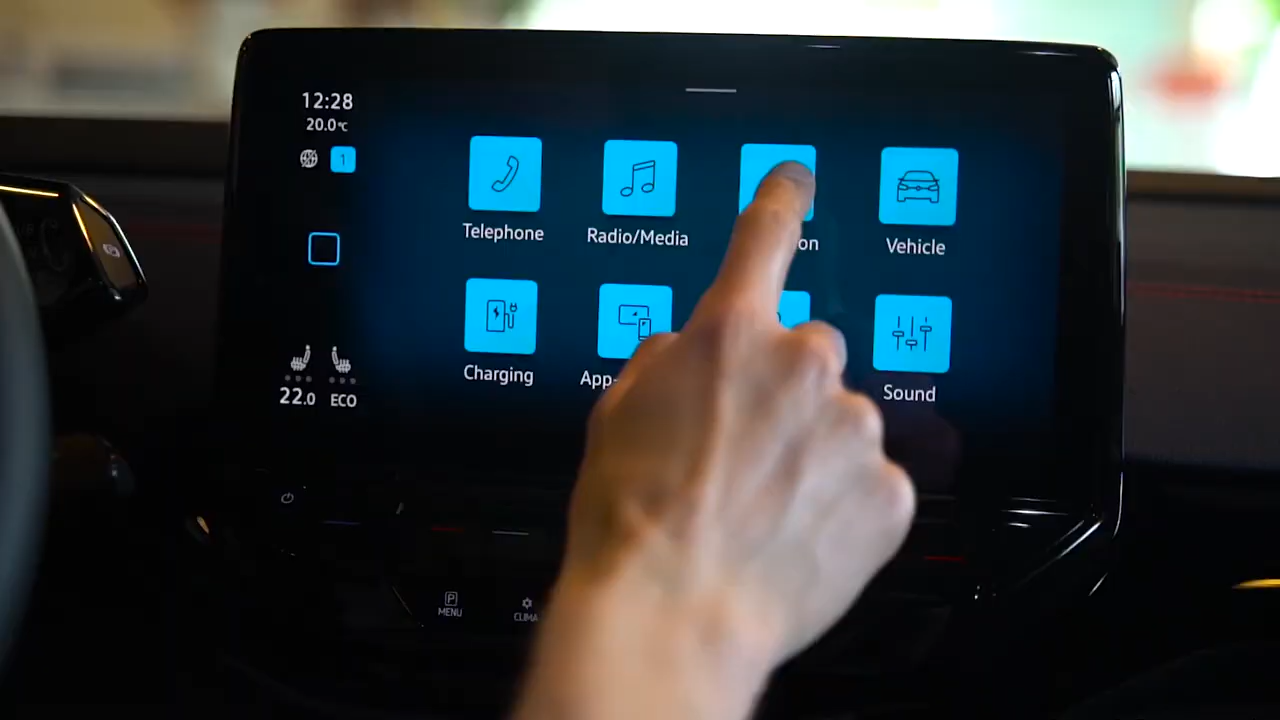 12:28
20.0°C
1
Telephone
Radio/Media
on
Vehicle
Charging
App-
Sound
22.0
ECO
P
MENU
CLIMA